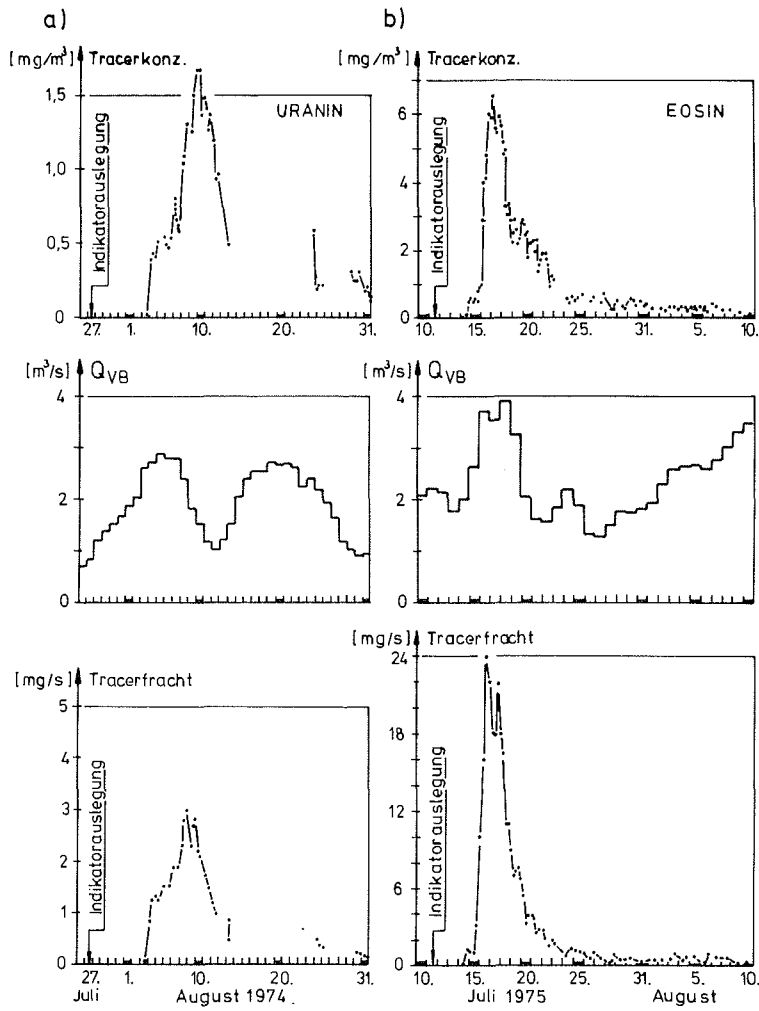 a)
[mg/m³] Tracerkonz.
1,5
1,0
0,5
0
URANIN
Indikatorauslegung
27. 1. 10. 20. 31.
[m³/s] Q_VB
4
2
0
[mg/s] Tracerfracht
5
4
3
2
1
0
Indikatorauslegung
27. 1. 10. 20. 31.
Juli August 1974.
b)
[mg/m³] Tracerkonz.
6
4
2
0
EOSIN
Indikatorauslegung
10. 15. 20. 25. 31. 5. 10.
[m³/s] Q_VB
4
2
0
[mg/s] Tracerfracht
24
18
12
6
0
Indikatorauslegung
10. 15. 20. 25. 31. 5. 10.
Juli 1975 August